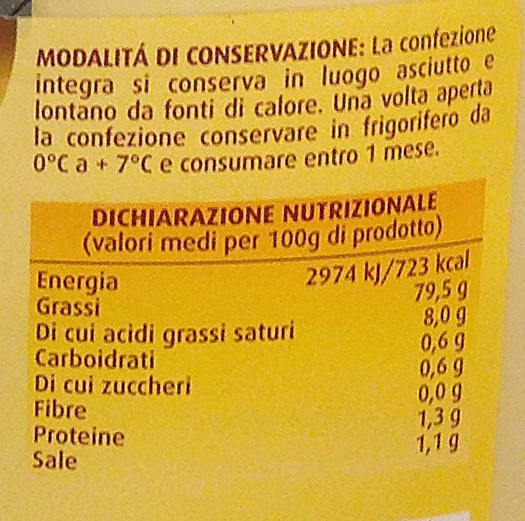 MODALITÁ DI CONSERVAZIONE: La confezione
integra si conserva in luogo asciutto e
lontano da fonti di calore. Una volta aperta
la confezione conservare in frigorifero da
0°C a + 7°C e consumare entro 1 mese.
DICHIARAZIONE NUTRIZIONALE
(valori medi per 100g di prodotto)
Energia 2974 kJ/723 kcal
Grassi 79,5 g
Di cui acidi grassi saturi 8,0 g
Carboidrati 0,6 g
Di cui zuccheri 0,6 g
Fibre 0,0 g
Proteine 1,3 g
Sale 1,1 g